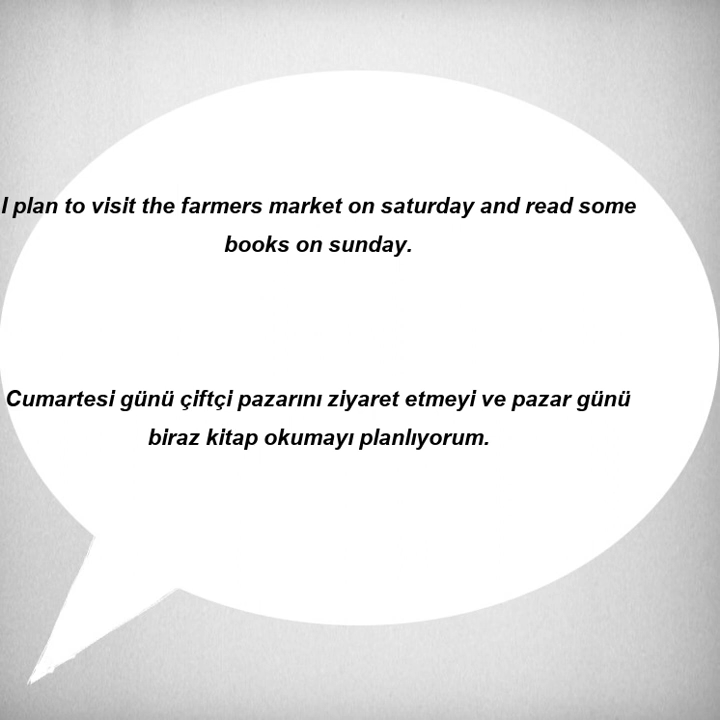 I plan to visit the farmers market on saturday and read some
books on sunday.
Cumartesi günü çiftçi pazarını ziyaret etmeyi ve pazar günü
biraz kitap okumayı planlıyorum.